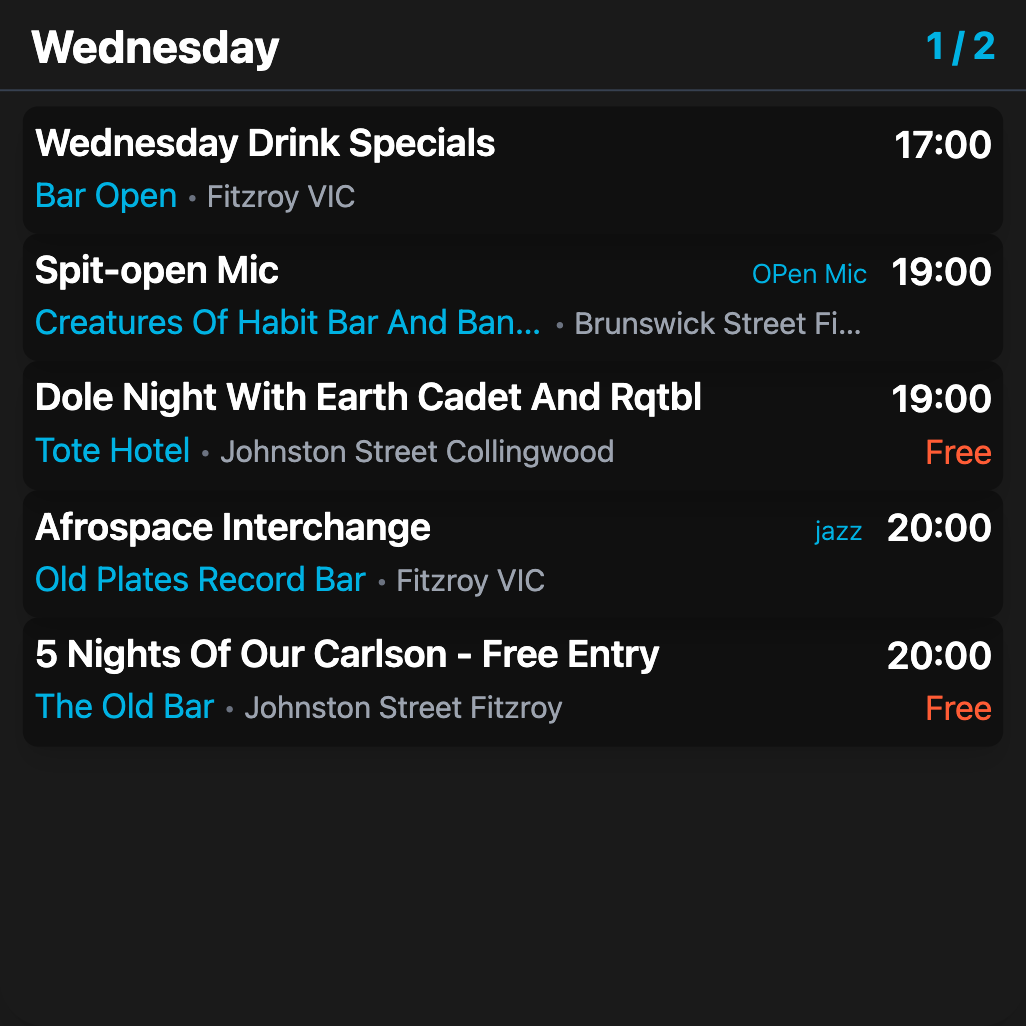 Wednesday 1 / 2
Wednesday Drink Specials 17:00
Bar Open • Fitzroy VIC
Spit-open Mic OPen Mic 19:00
Creatures Of Habit Bar And Ban... • Brunswick Street Fi...
Dole Night With Earth Cadet And Rqtbl 19:00
Tote Hotel • Johnston Street Collingwood Free
Afrospace Interchange jazz 20:00
Old Plates Record Bar • Fitzroy VIC
5 Nights Of Our Carlson - Free Entry 20:00
The Old Bar • Johnston Street Fitzroy Free